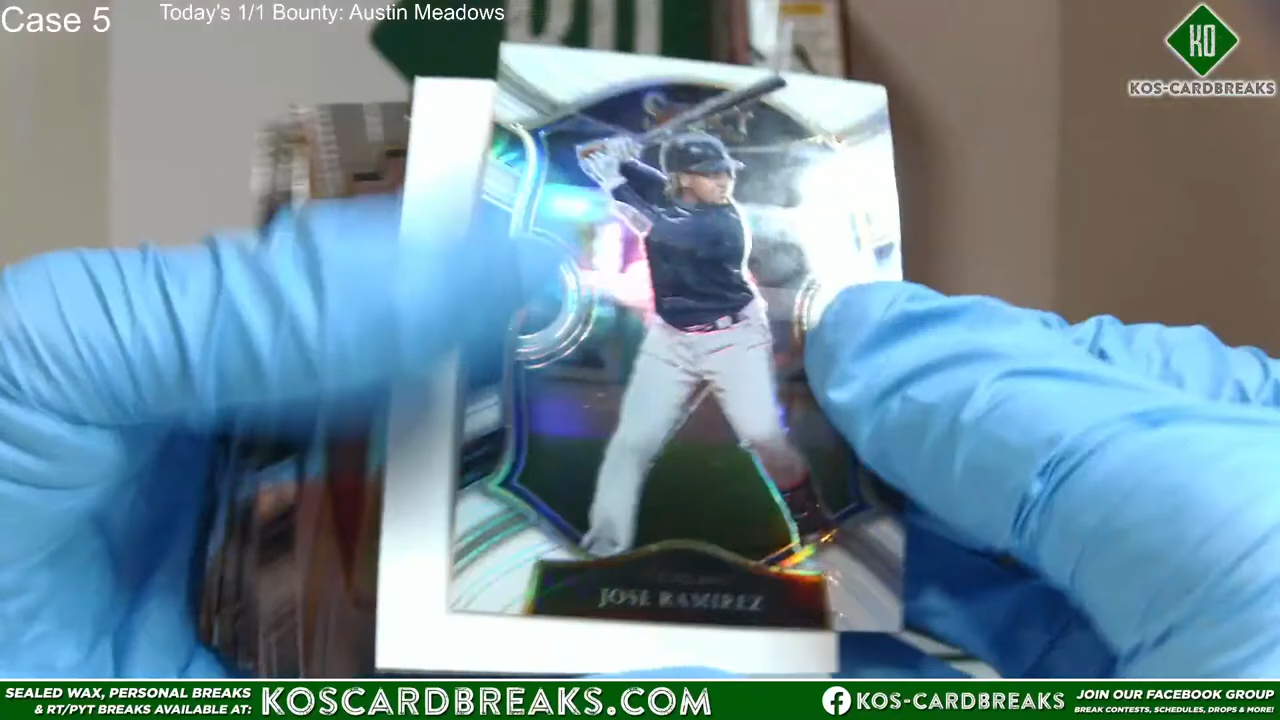 Case 5
Today's 1/1 Bounty: Austin Meadows
KO
KOS-CARDBREAKS
JOSE RAMIREZ
SEALED WAX, PERSONAL BREAKS
& RT/PYT BREAKS AVAILABLE AT:
KOSCARDBREAKS.COM
KOS-CARDBREAKS
JOIN OUR FACEBOOK GROUP
BREAK CONTESTS, SCHEDULES, DROPS & MORE!